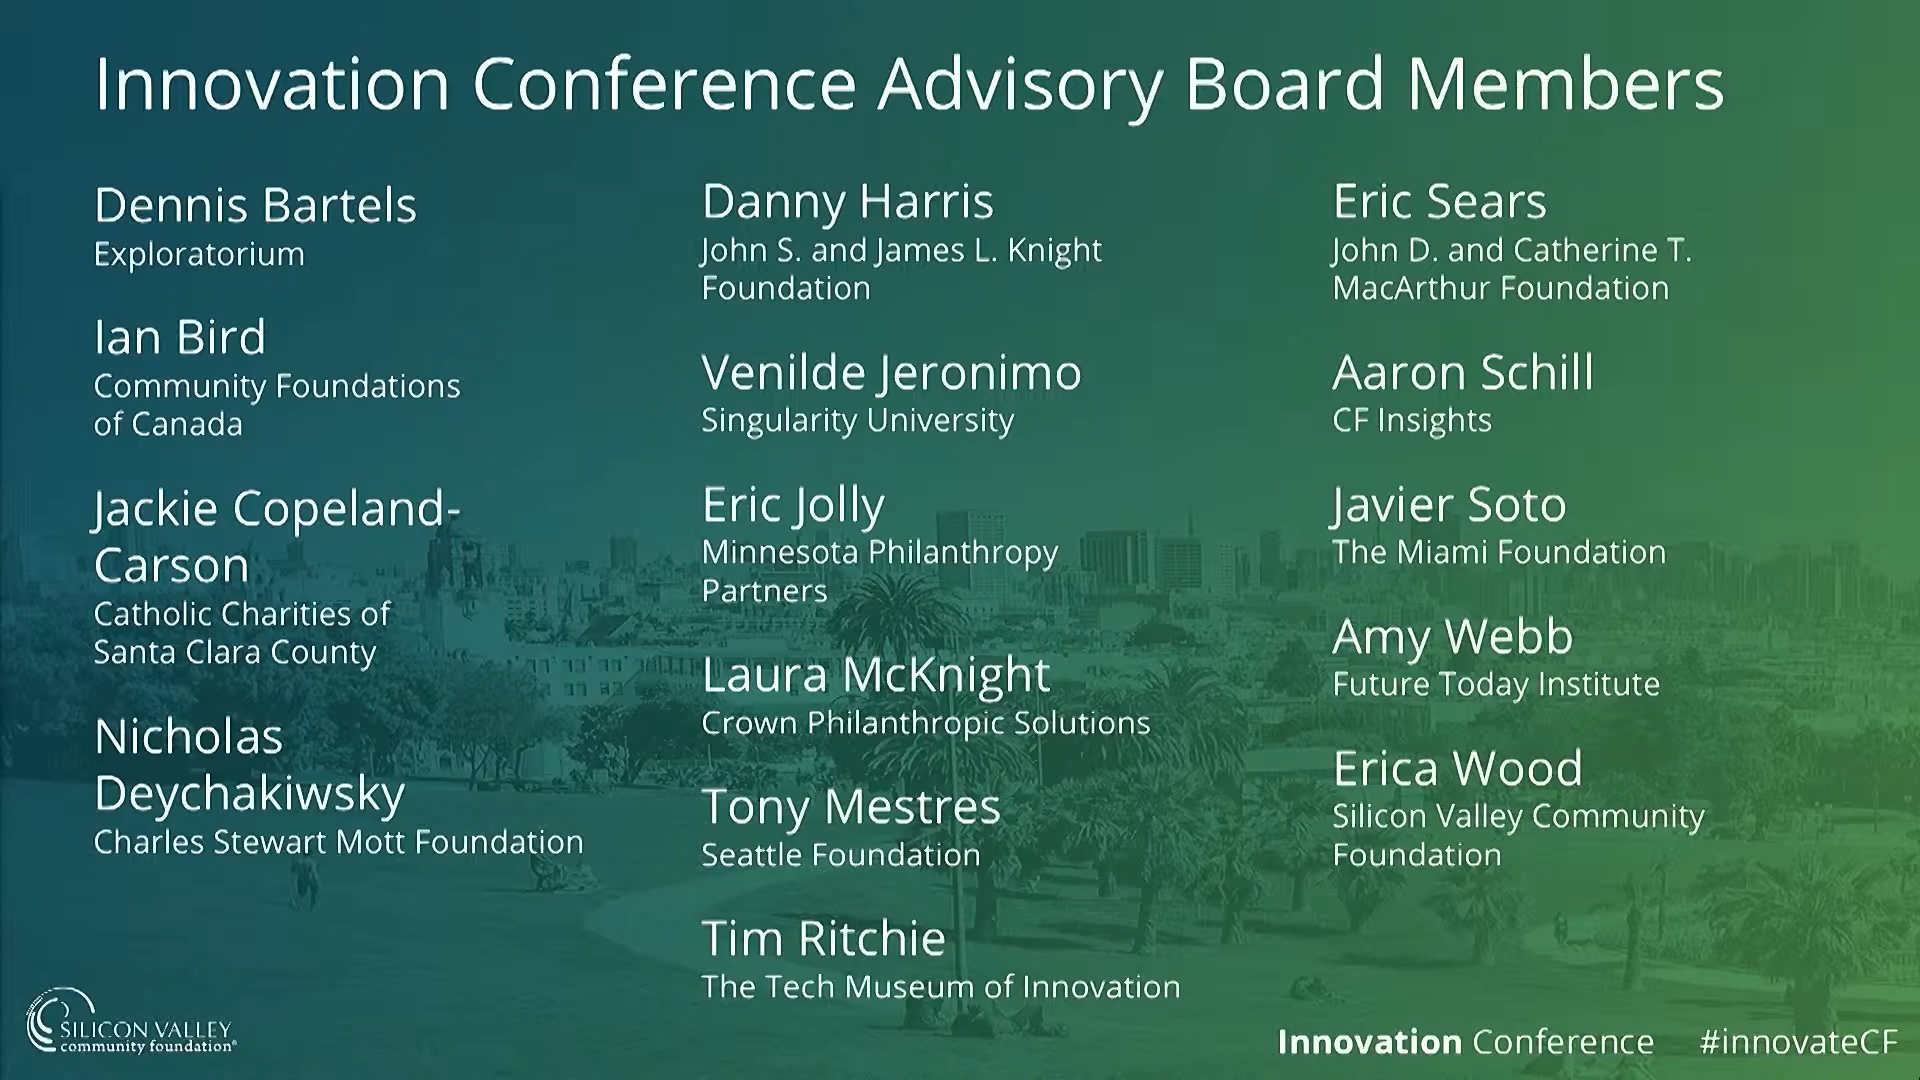 Innovation Conference Advisory Board Members
Dennis Bartels
Exploratorium
Ian Bird
Community Foundations
of Canada
Jackie Copeland-
Carson
Catholic Charities of
Santa Clara County
Nicholas
Deychakiwsky
Charles Stewart Mott Foundation
Danny Harris
John S. and James L. Knight
Foundation
Venilde Jeronimo
Singularity University
Eric Jolly
Minnesota Philanthropy
Partners
Laura McKnight
Crown Philanthropic Solutions
Tony Mestres
Seattle Foundation
Tim Ritchie
The Tech Museum of Innovation
Eric Sears
John D. and Catherine T.
MacArthur Foundation
Aaron Schill
CF Insights
Javier Soto
The Miami Foundation
Amy Webb
Future Today Institute
Erica Wood
Silicon Valley Community
Foundation
SILICON VALLEY
community foundation®
Innovation Conference #innovateCF